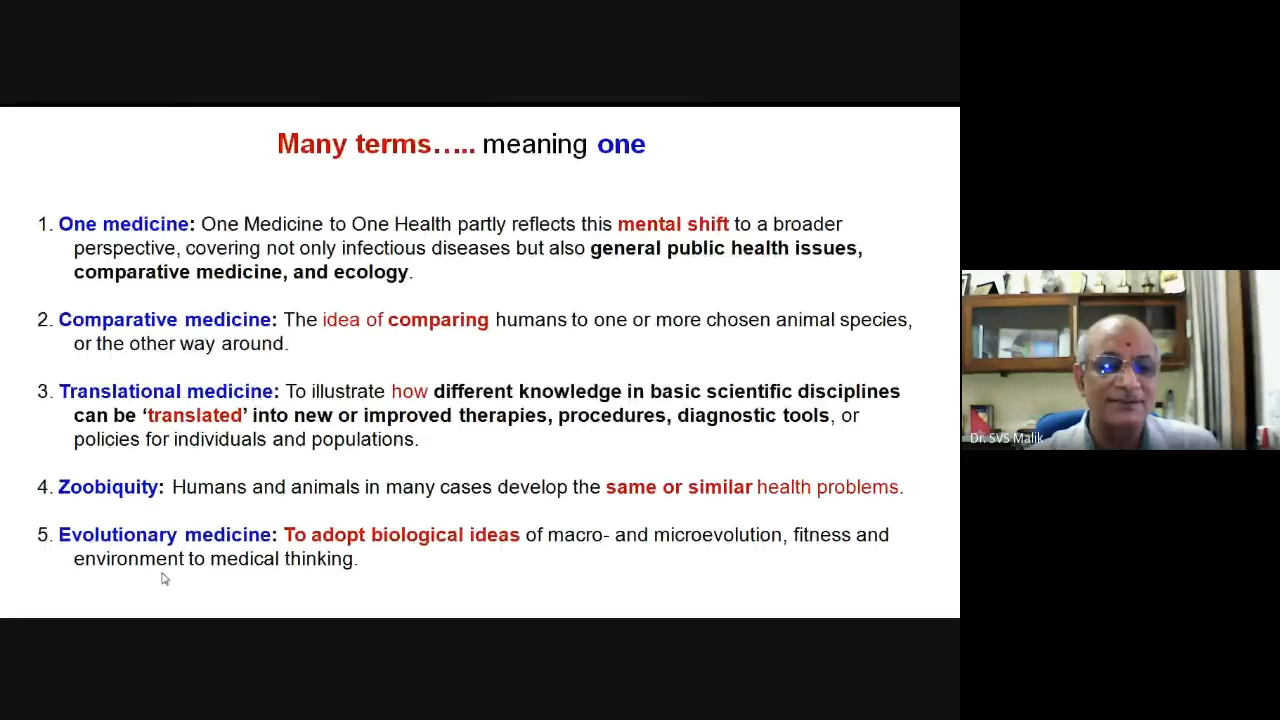 Many terms….. meaning one
1. One medicine: One Medicine to One Health partly reflects this mental shift to a broader
perspective, covering not only infectious diseases but also general public health issues,
comparative medicine, and ecology.
2. Comparative medicine: The idea of comparing humans to one or more chosen animal species,
or the other way around.
3. Translational medicine: To illustrate how different knowledge in basic scientific disciplines
can be ‘translated’ into new or improved therapies, procedures, diagnostic tools, or
policies for individuals and populations.
4. Zoobiquity: Humans and animals in many cases develop the same or similar health problems.
5. Evolutionary medicine: To adopt biological ideas of macro- and microevolution, fitness and
environment to medical thinking.
Dr. SVS Malik